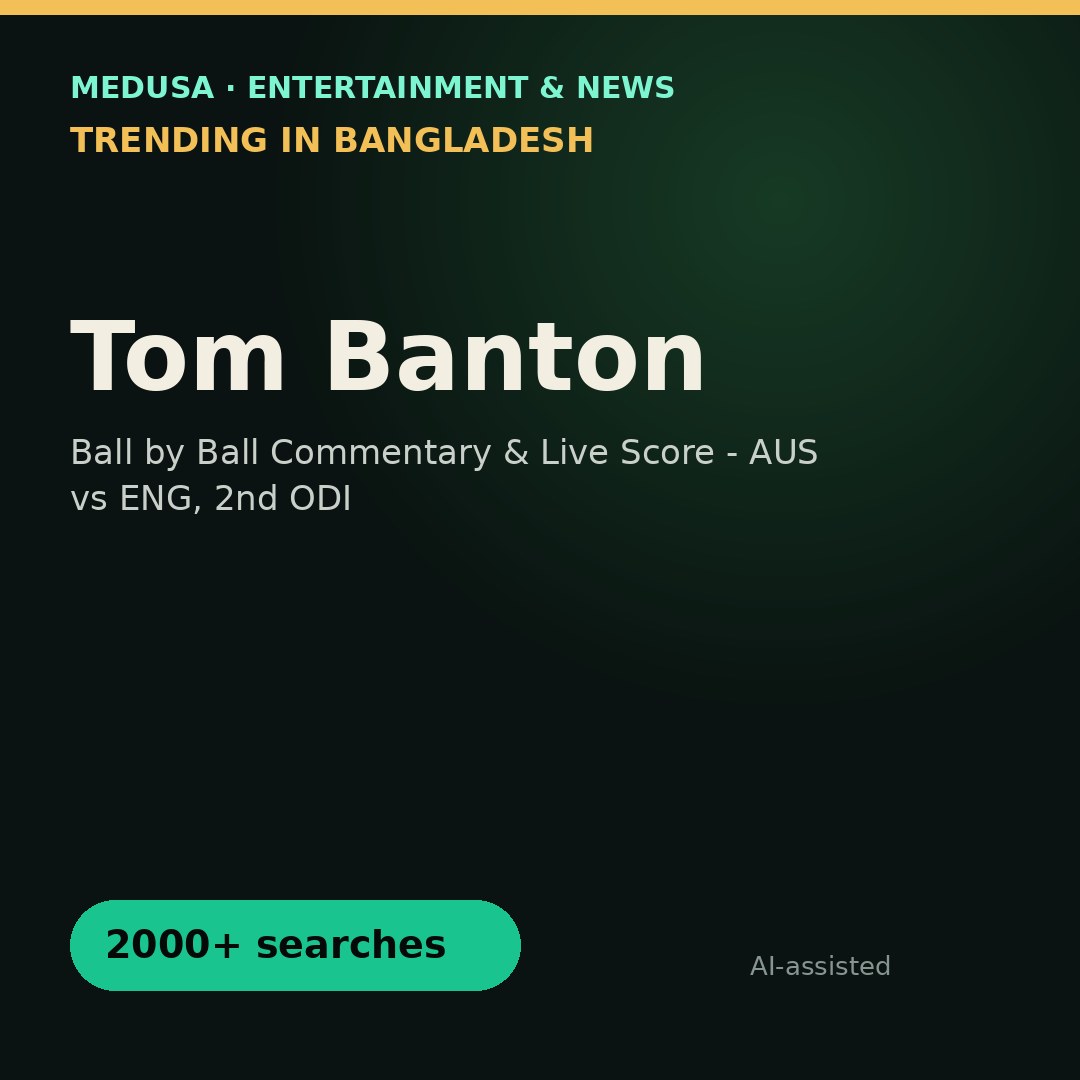 MEDUSA · ENTERTAINMENT & NEWS
TRENDING IN BANGLADESH
Tom Banton
Ball by Ball Commentary & Live Score - AUS
vs ENG, 2nd ODI
2000+ searches
AI-assisted